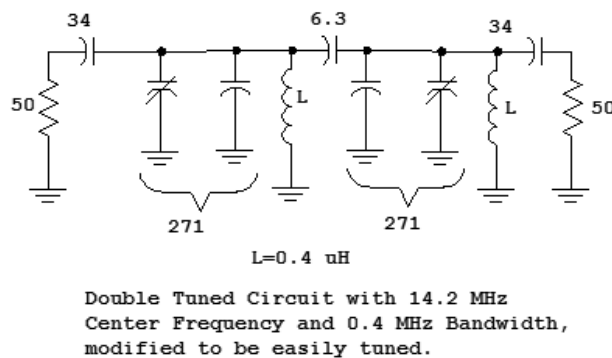 34 6.3 34
50 L L 50
271 271
L=0.4 uH
Double Tuned Circuit with 14.2 MHz
Center Frequency and 0.4 MHz Bandwidth,
modified to be easily tuned.